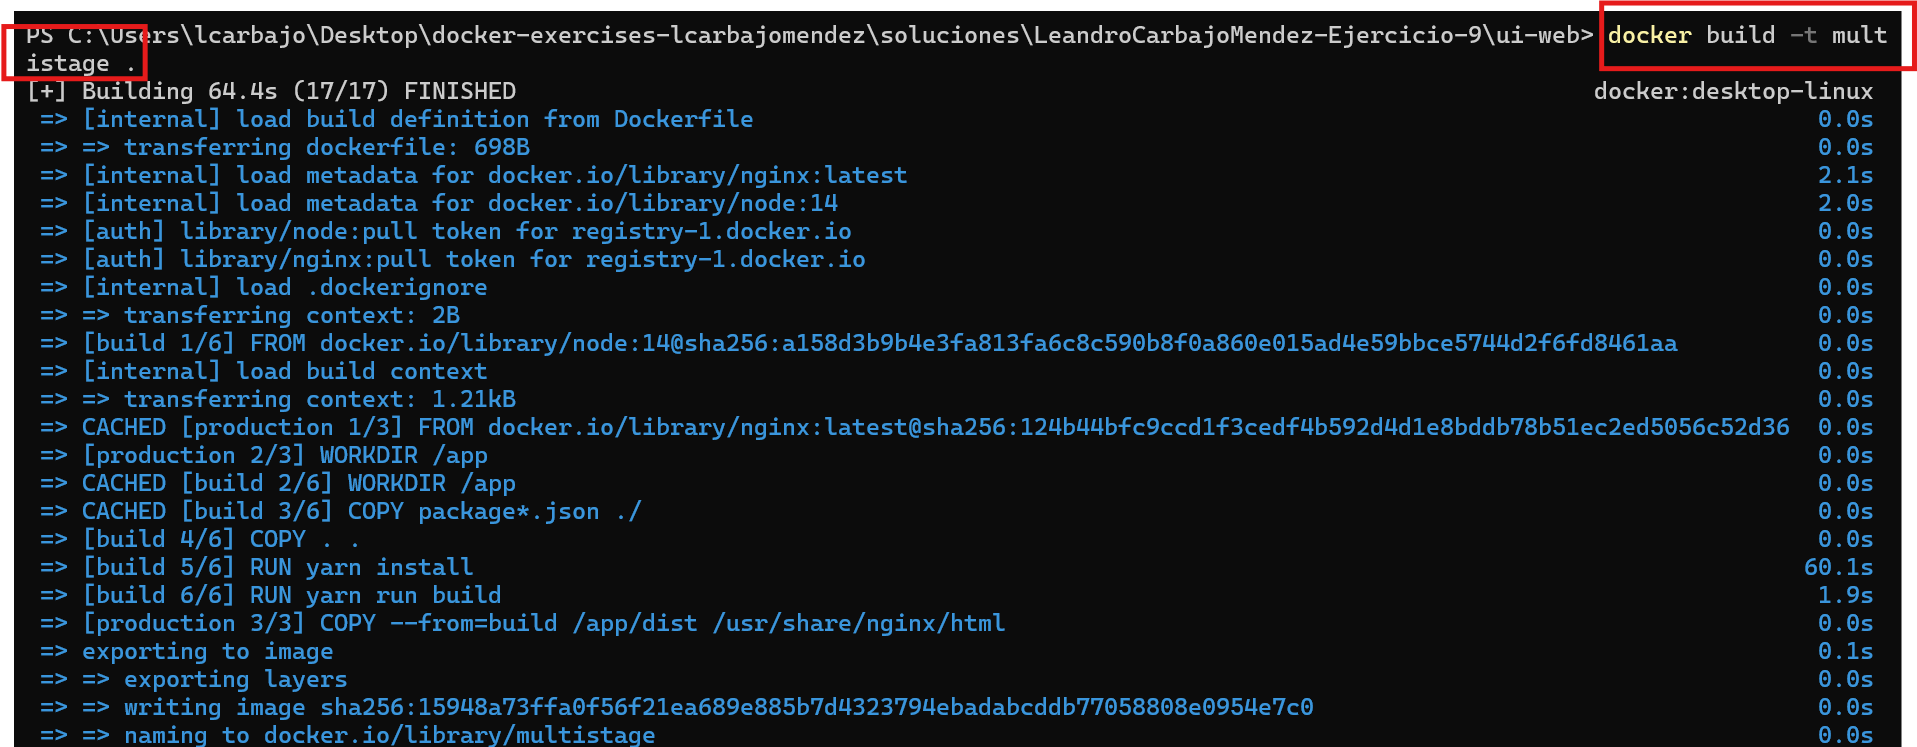 PS C:\Users\lcarbajo\Desktop\docker-exercises-lcarbajomendez\soluciones\LeandroCarbajoMendez-Ejercicio-9\ui-web> docker build -t mult
istage .
[+] Building 64.4s (17/17) FINISHED docker:desktop-linux
=> [internal] load build definition from Dockerfile 0.0s
=> => transferring dockerfile: 698B 0.0s
=> [internal] load metadata for docker.io/library/nginx:latest 2.1s
=> [internal] load metadata for docker.io/library/node:14 2.0s
=> [auth] library/node:pull token for registry-1.docker.io 0.0s
=> [auth] library/nginx:pull token for registry-1.docker.io 0.0s
=> [internal] load .dockerignore 0.0s
=> => transferring context: 2B 0.0s
=> [build 1/6] FROM docker.io/library/node:14@sha256:a158d3b9b4e3fa813fa6c8c590b8f0a860e015ad4e59bbce5744d2f6fd8461aa 0.0s
=> [internal] load build context 0.0s
=> => transferring context: 1.21kB 0.0s
=> CACHED [production 1/3] FROM docker.io/library/nginx:latest@sha256:124b44bfc9ccd1f3cedf4b592d4d1e8bddb78b51ec2ed5056c52d36 0.0s
=> [production 2/3] WORKDIR /app 0.0s
=> CACHED [build 2/6] WORKDIR /app 0.0s
=> CACHED [build 3/6] COPY package*.json ./ 0.0s
=> [build 4/6] COPY . . 0.0s
=> [build 5/6] RUN yarn install 60.1s
=> [build 6/6] RUN yarn run build 1.9s
=> [production 3/3] COPY --from=build /app/dist /usr/share/nginx/html 0.0s
=> exporting to image 0.1s
=> => exporting layers 0.0s
=> => writing image sha256:15948a73ffa0f56f21ea689e885b7d4323794ebadabcddb77058808e0954e7c0 0.0s
=> => naming to docker.io/library/multistage 0.0s